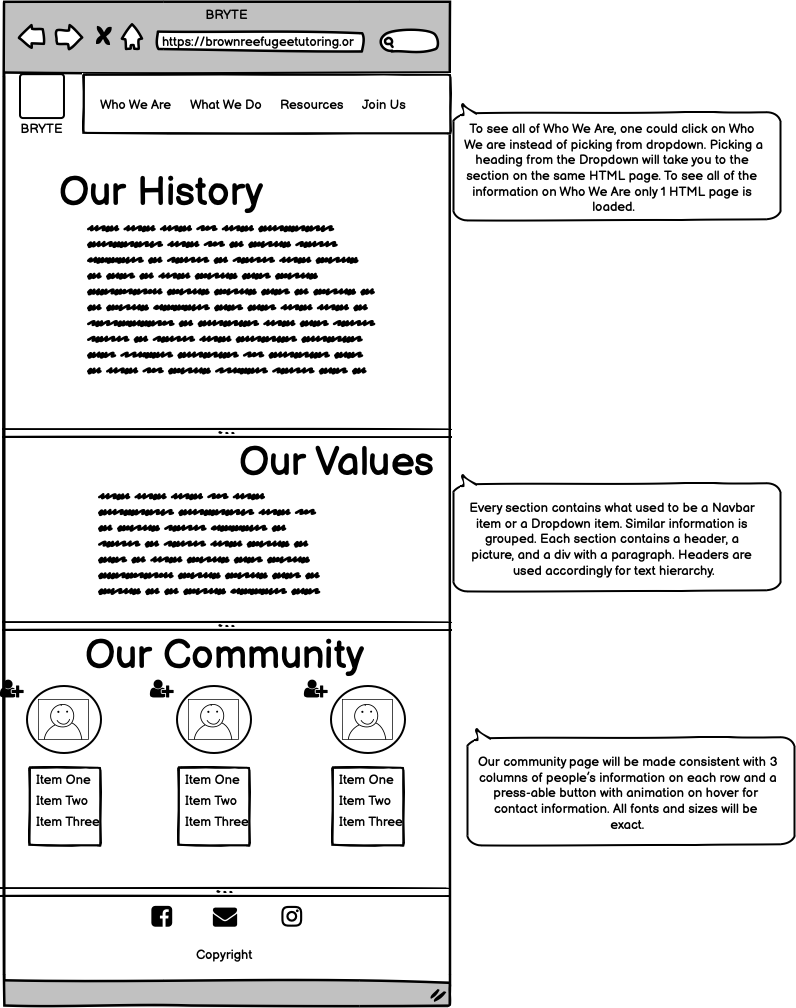 BRYTE
https://brownreefugeetutoring.or
BRYTE
Who We Are What We Do Resources Join Us
To see all of Who We Are, one could click on Who
We are instead of picking from dropdown. Picking a
heading from the Dropdown will take you to the
section on the same HTML page. To see all of the
information on Who We Are only 1 HTML page is
loaded.
Our History
Our Values
Every section contains what used to be a Navbar
item or a Dropdown item. Similar information is
grouped. Each section contains a header, a
picture, and a div with a paragraph. Headers are
used accordingly for text hierarchy.
Our Community
Item One
Item Two
Item Three
Item One
Item Two
Item Three
Item One
Item Two
Item Three
Our community page will be made consistent with 3
columns of people's information on each row and a
press-able button with animation on hover for
contact information. All fonts and sizes will be
exact.
Copyright